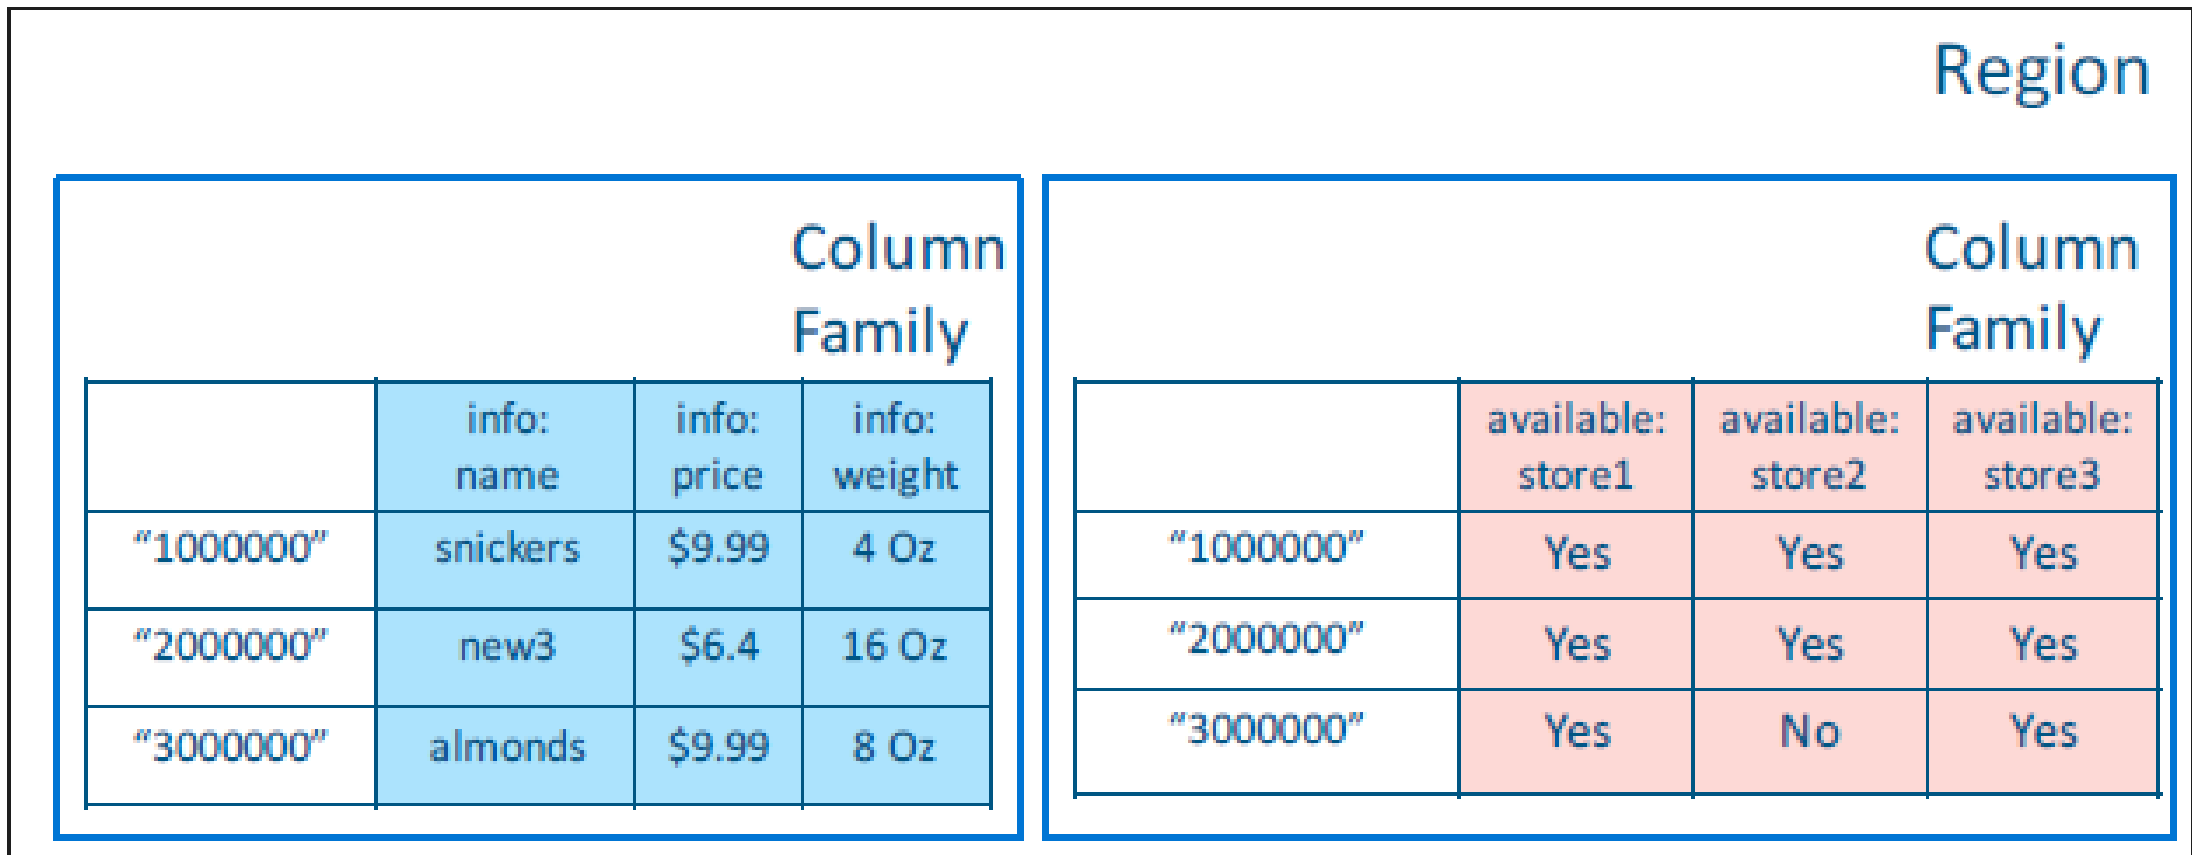 Region
Column
Family
info: info: info:
name price weight
“1000000” snickers $9.99 4 Oz
“2000000” new3 $6.4 16 Oz
“3000000” almonds $9.99 8 Oz
Column
Family
available: available: available:
store1 store2 store3
“1000000” Yes Yes Yes
“2000000” Yes Yes Yes
“3000000” Yes No Yes